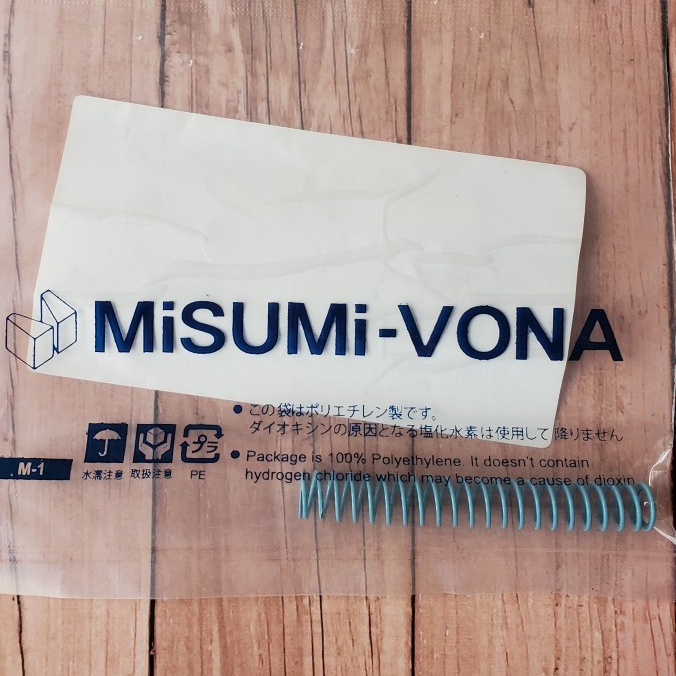 MiSUMi-VONA
• この袋はポリエチレン製です。
ダイオキシンの原因となる塩化水素は使用して降りません
• Package is 100% Polyethylene. It doesn't contain
hydrogen chloride which may become a cause of dioxin
プラ
水濡注意 取扱注意 PE
M-1